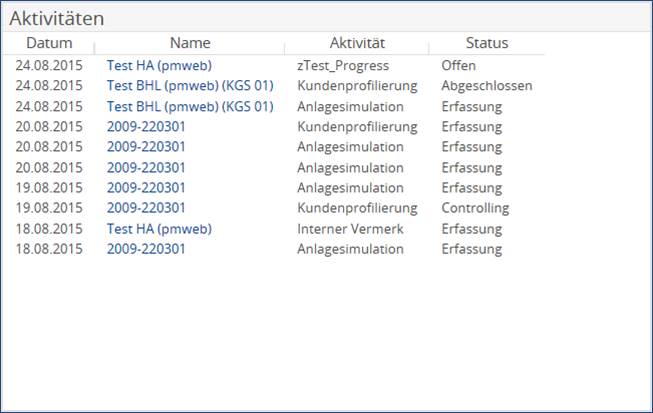 Aktivitäten
Datum Name Aktivität Status
24.08.2015 Test HA (pmweb) zTest_Progress Offen
24.08.2015 Test BHL (pmweb) (KGS 01) Kundenprofilierung Abgeschlossen
24.08.2015 Test BHL (pmweb) (KGS 01) Anlagesimulation Erfassung
20.08.2015 2009-220301 Kundenprofilierung Erfassung
20.08.2015 2009-220301 Anlagesimulation Erfassung
20.08.2015 2009-220301 Anlagesimulation Erfassung
19.08.2015 2009-220301 Anlagesimulation Erfassung
19.08.2015 2009-220301 Kundenprofilierung Controlling
18.08.2015 Test HA (pmweb) Interner Vermerk Erfassung
18.08.2015 2009-220301 Anlagesimulation Erfassung